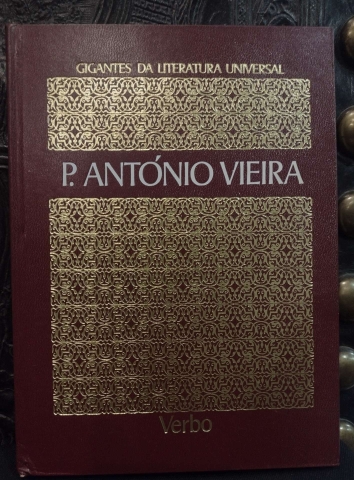 GIGANTES DA LITERATURA UNIVERSAL
P. ANTÓNIO VIEIRA
Verbo